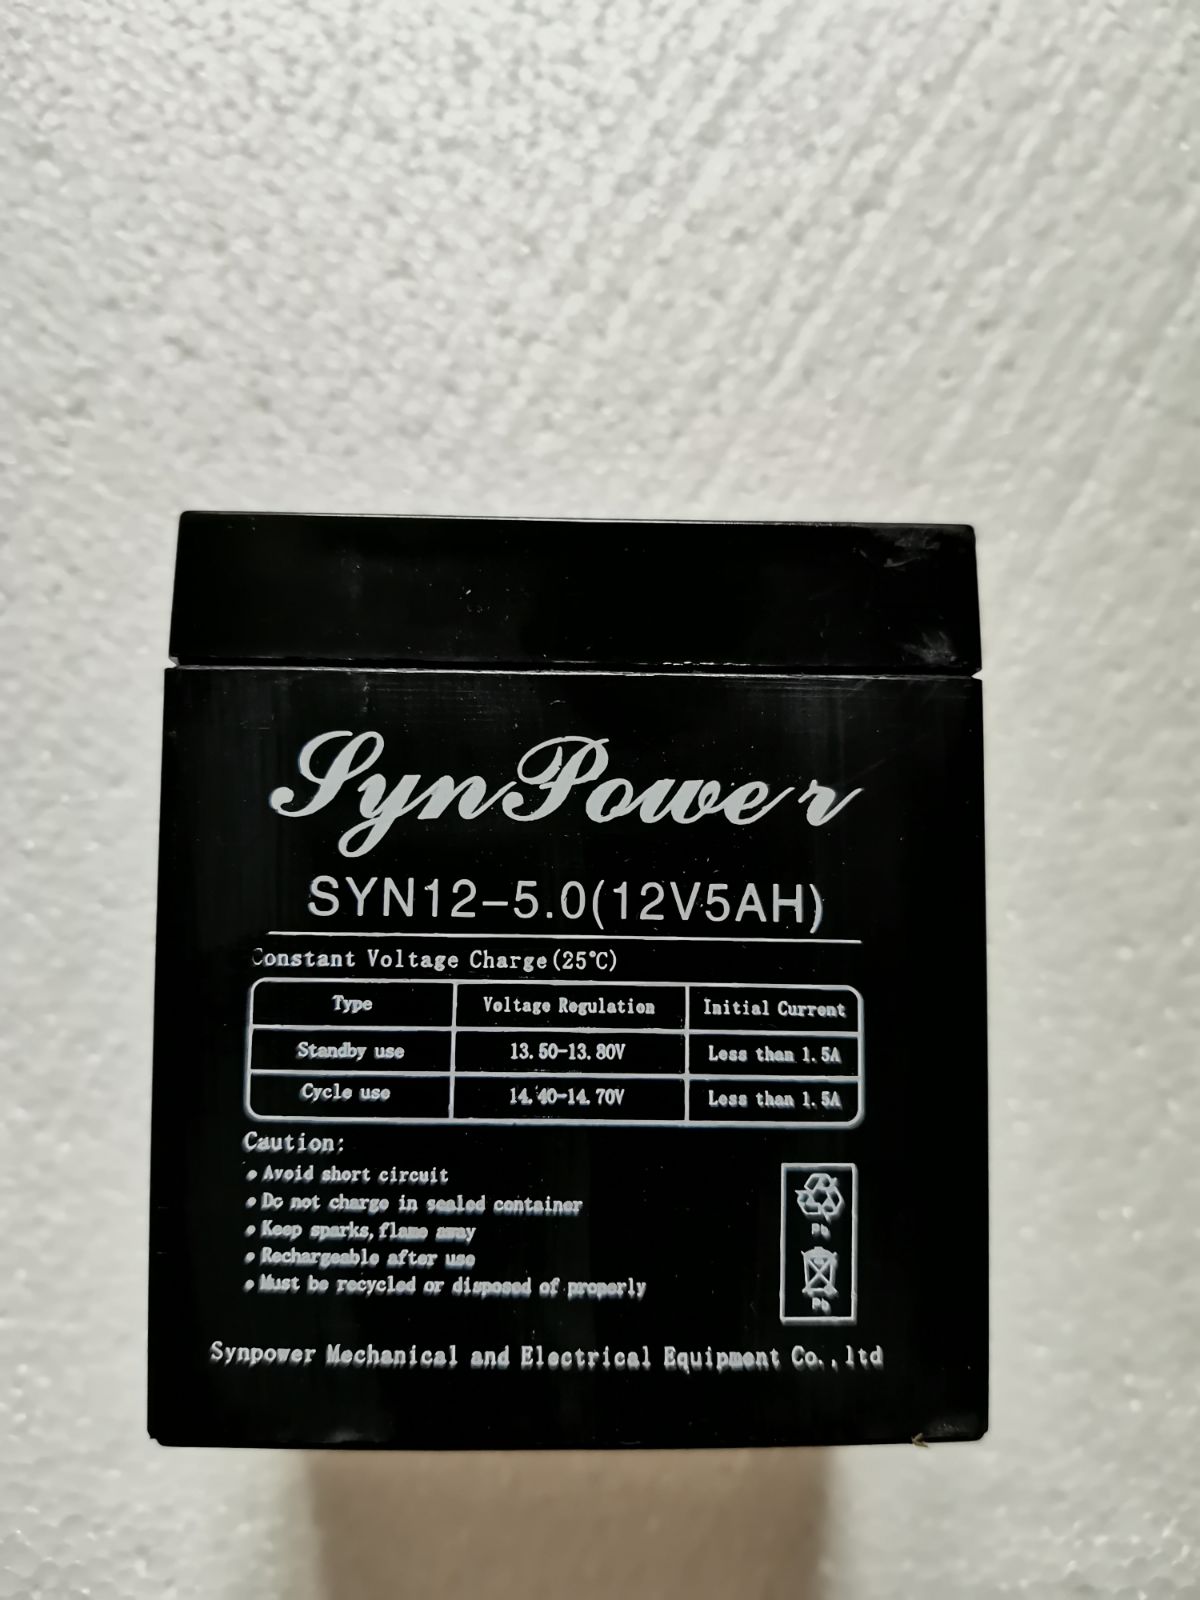 SynPower
SYN12-5.0(12V5AH)
Constant Voltage Charge(25℃)
Type Voltage Regulation Initial Current
Standby use 13.50-13.80V Less than 1.5A
Cycle use 14.40-14.70V Less than 1.5A
Caution:
• Avoid short circuit
• Do not charge in sealed container
• Keep sparks,flame away
• Rechargeable after use
• Must be recycled or disposed of properly
Pb
Pb
Synpower Mechanical and Electrical Equipment Co.,ltd